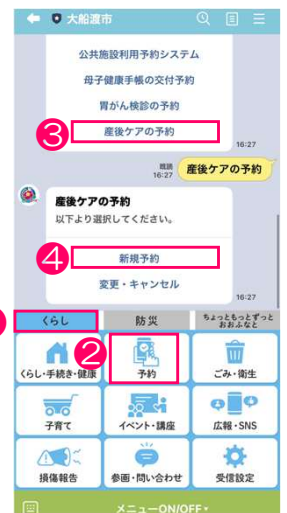 大船渡市
公共施設利用予約システム
母子健康手帳の交付予約
胃がん検診の予約
③
産後ケアの予約
16:27
既読
16:27
産後ケアの予約
産後ケアの予約
以下より選択してください。
④
新規予約
変更・キャンセル
16:27
くらし
防災
ちょっともっとずっと
おおふなと
②
くらし・手続き・健康
予約
ごみ・衛生
子育て
イベント・講座
広報・SNS
損傷報告
参画・問い合わせ
受信設定
メニューON/OFF▾